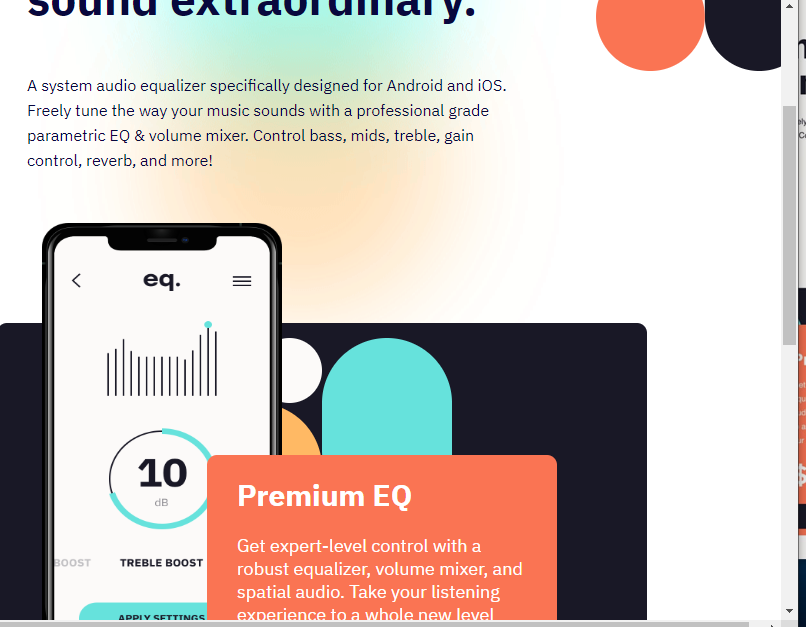 sound extraordinary.
A system audio equalizer specifically designed for Android and iOS.
Freely tune the way your music sounds with a professional grade
parametric EQ & volume mixer. Control bass, mids, treble, gain
control, reverb, and more!
eq.
10
dB
BOOST
TREBLE BOOST
APPLY SETTINGS
Premium EQ
Get expert-level control with a
robust equalizer, volume mixer, and
spatial audio. Take your listening
experience to a whole new level